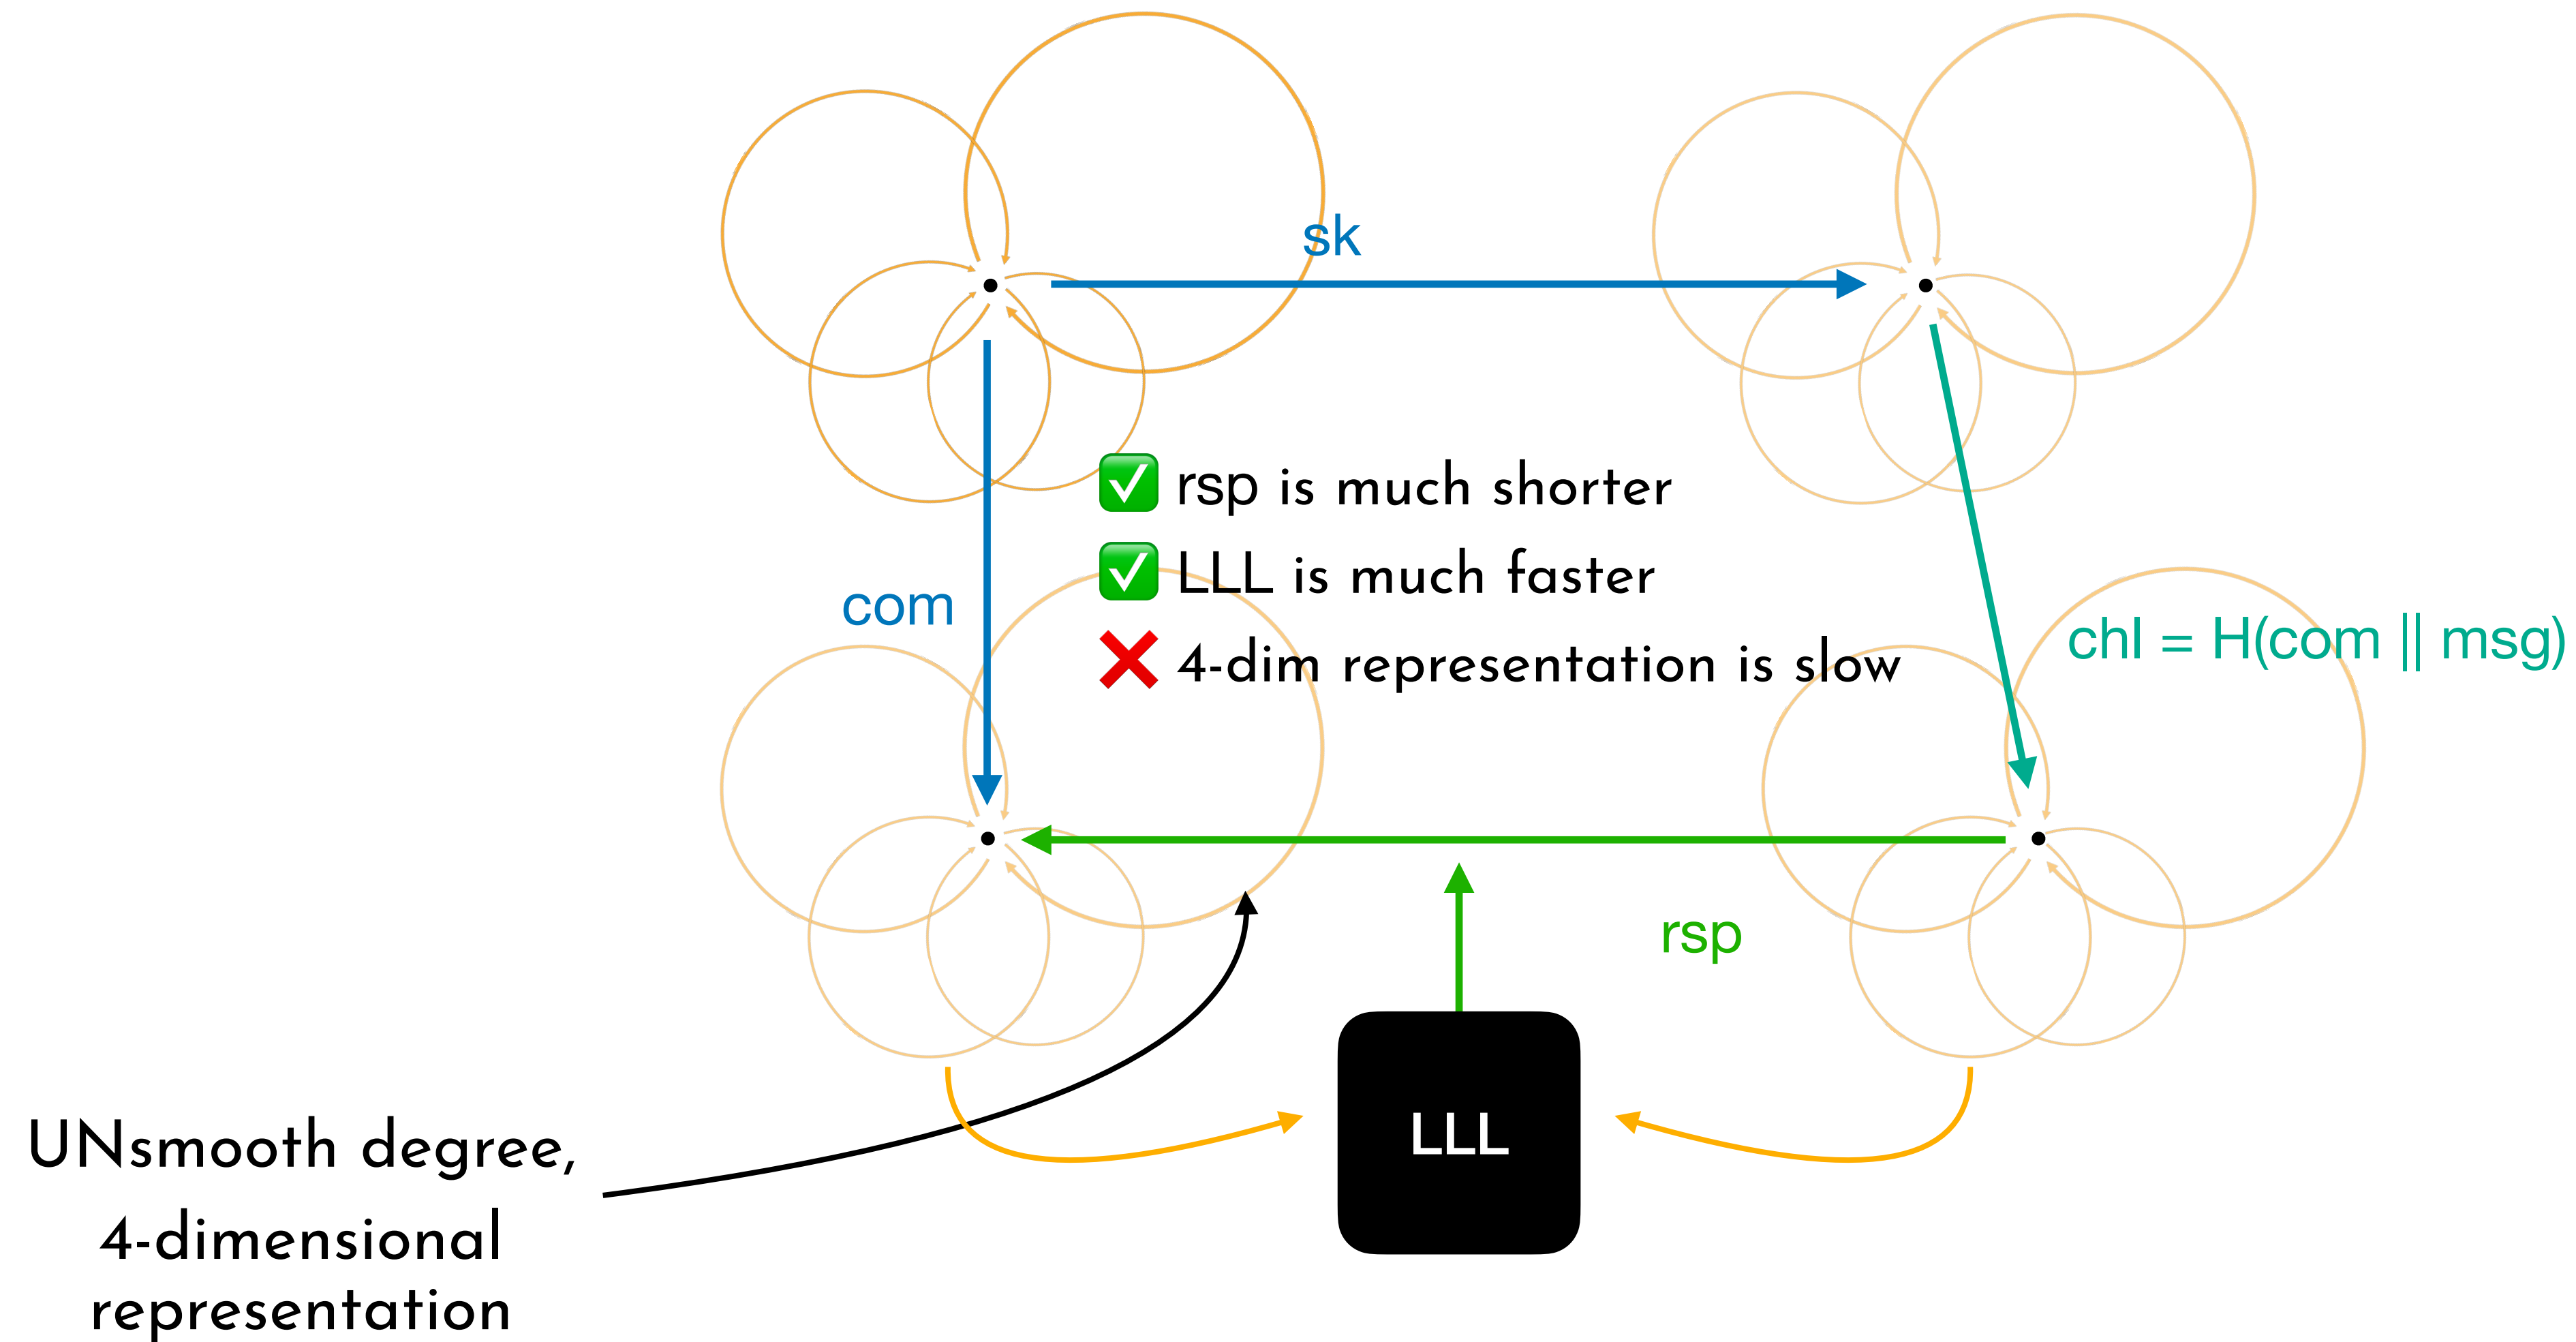 sk
✅ rsp is much shorter
✅ LLL is much faster
❌ 4-dim representation is slow
com
chl = H(com || msg)
rsp
LLL
UNsmooth degree,
4-dimensional
representation